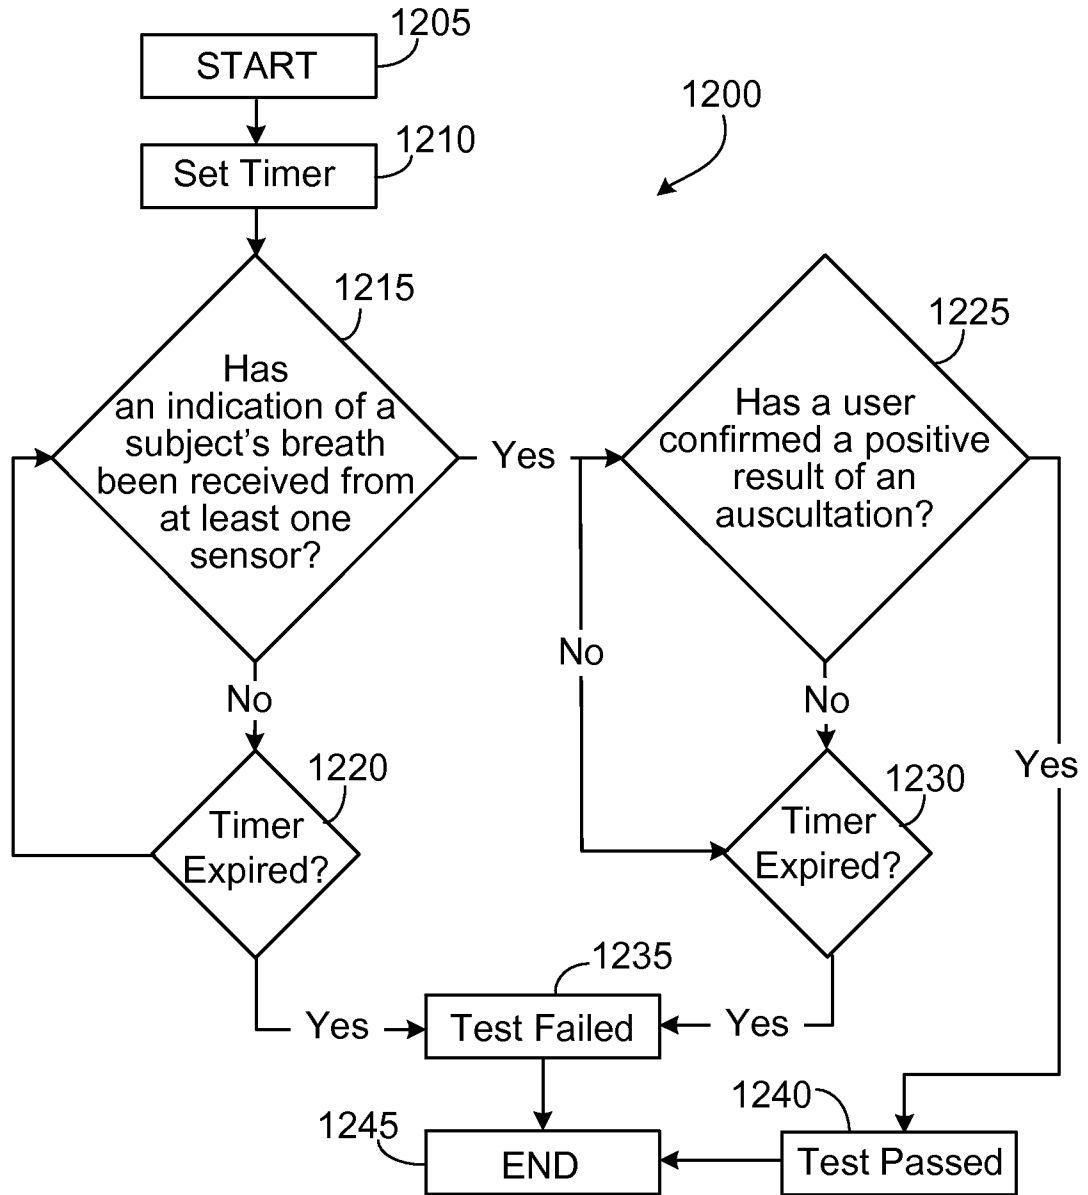 1205
START
1200
1210
Set Timer
1215
1225
Has
an indication of a
subject's breath
been received from
at least one
sensor?
Yes
Has a user
confirmed a positive
result of an
auscultation?
No
No
No
Yes
1220
Timer
Expired?
1230
Timer
Expired?
1235
Yes
Test Failed
Yes
1240
1245
END
Test Passed